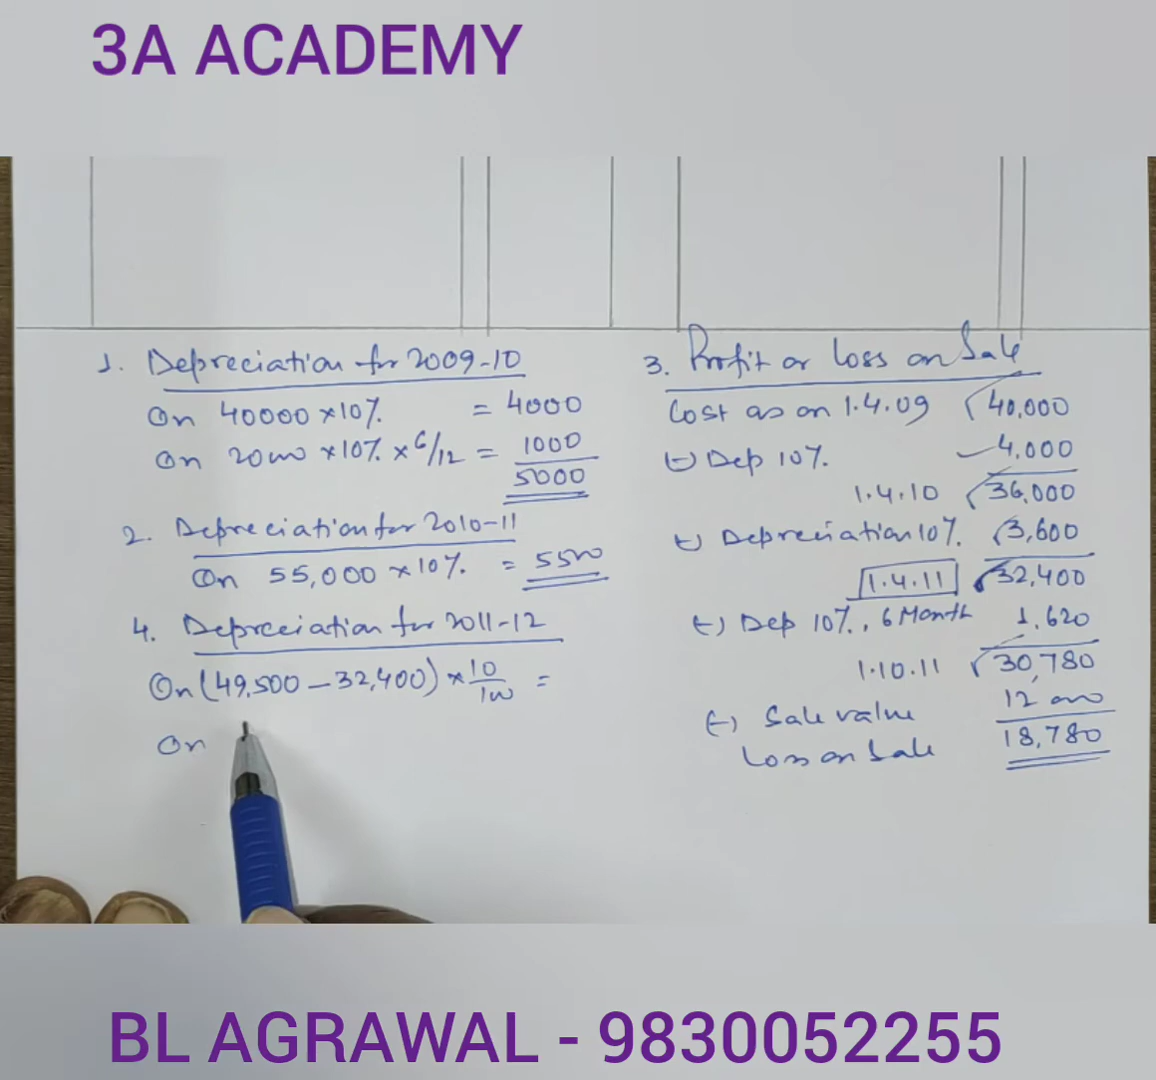 3A ACADEMY
1. Depreciation for 2009-10
On 40000 ×10% = 4000
On 20000 ×10% × 6/12 = 1000
5000
2. Depreciation for 2010-11
On 55,000 ×10% = 5500
4. Depreciation for 2011-12
On (49,500 – 32,400) × 10/100 =
On
3. Profit or loss on Sale
Cost as on 1.4.09 40,000
(-) Dep 10% 4,000
1.4.10 36,000
(-) Depreciation 10% 3,600
1.4.11 32,400
(-) Dep 10%, 6 Month 1,620
1.10.11 30,780
(-) Sale value 12000
Loss on Sale 18,780
BL AGRAWAL - 9830052255